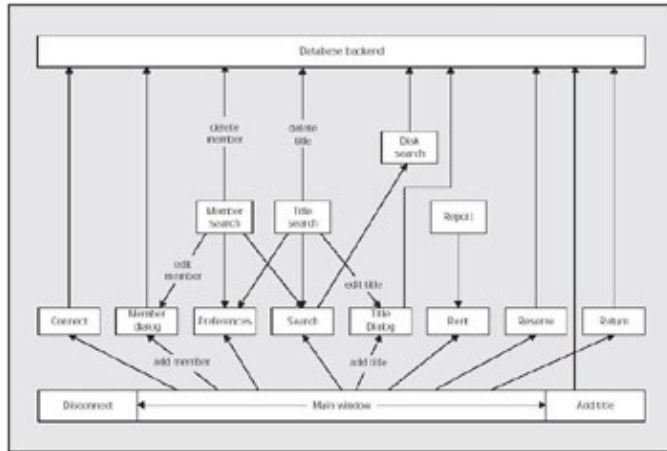 Database backend
delete
member
delete
title
Disk
search
Member
search
Title
search
Report
edit
member
edit title
Connect
Member
dialog
Preferences
Search
Title
Dialog
Rent
Reserve
Return
add member
add title
Disconnect
Main window
Add title